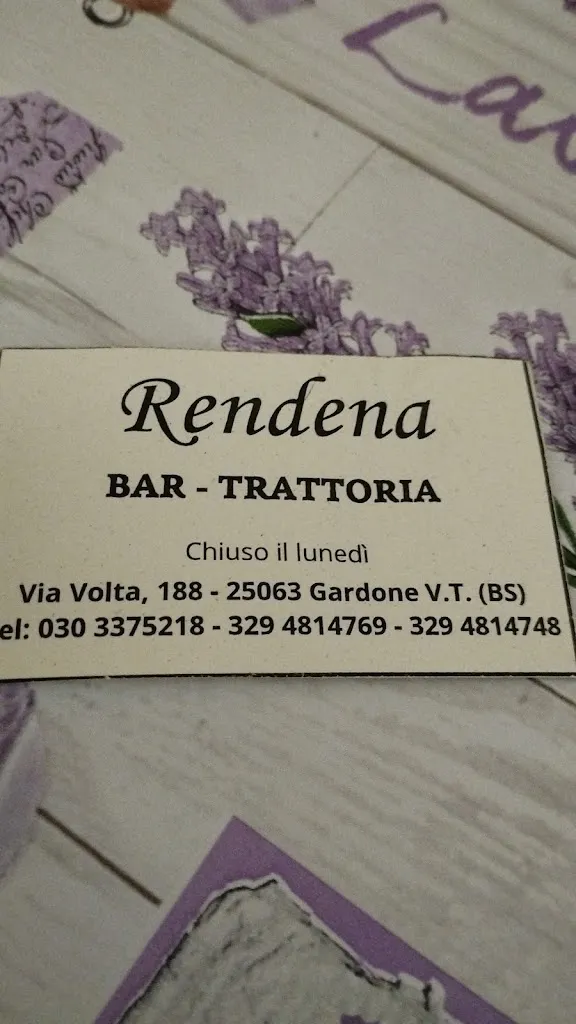 Lav
Rendena
BAR - TRATTORIA
Chiuso il lunedì
Via Volta, 188 - 25063 Gardone V.T. (BS)
el: 030 3375218 - 329 4814769 - 329 4814748